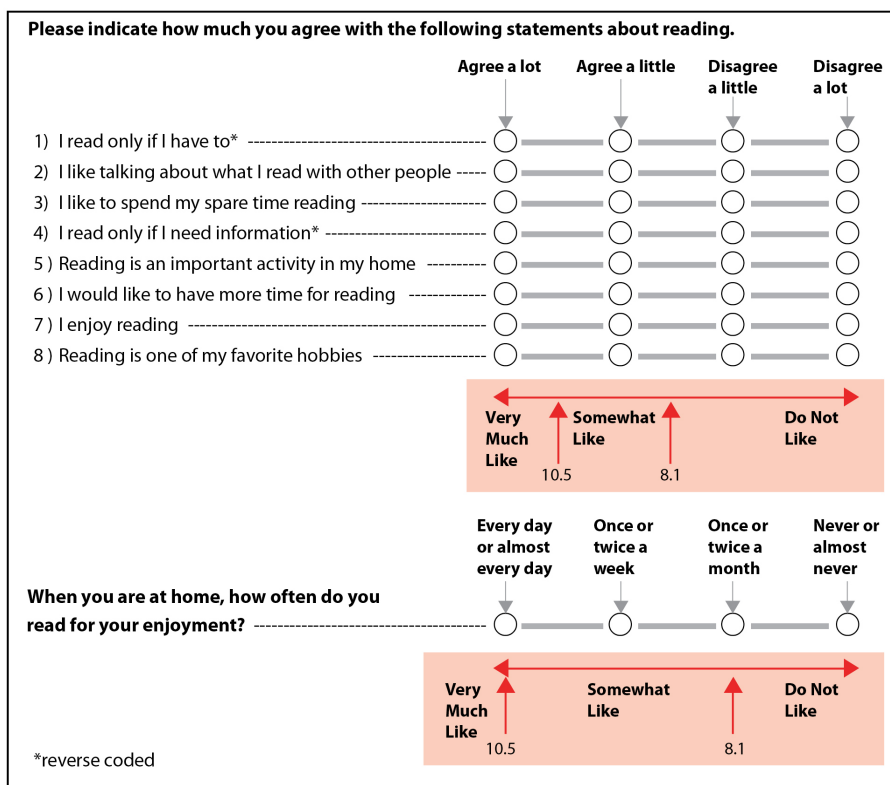 Please indicate how much you agree with the following statements about reading.
Agree a lot Agree a little Disagree a little Disagree a lot
1) I read only if I have to*
2) I like talking about what I read with other people
3) I like to spend my spare time reading
4) I read only if I need information*
5) Reading is an important activity in my home
6) I would like to have more time for reading
7) I enjoy reading
8) Reading is one of my favorite hobbies
Very Much Like Somewhat Like Do Not Like
10.5 8.1
Every day or almost every day Once or twice a week Once or twice a month Never or almost never
When you are at home, how often do you
read for your enjoyment?
Very Much Like Somewhat Like Do Not Like
10.5 8.1
*reverse coded